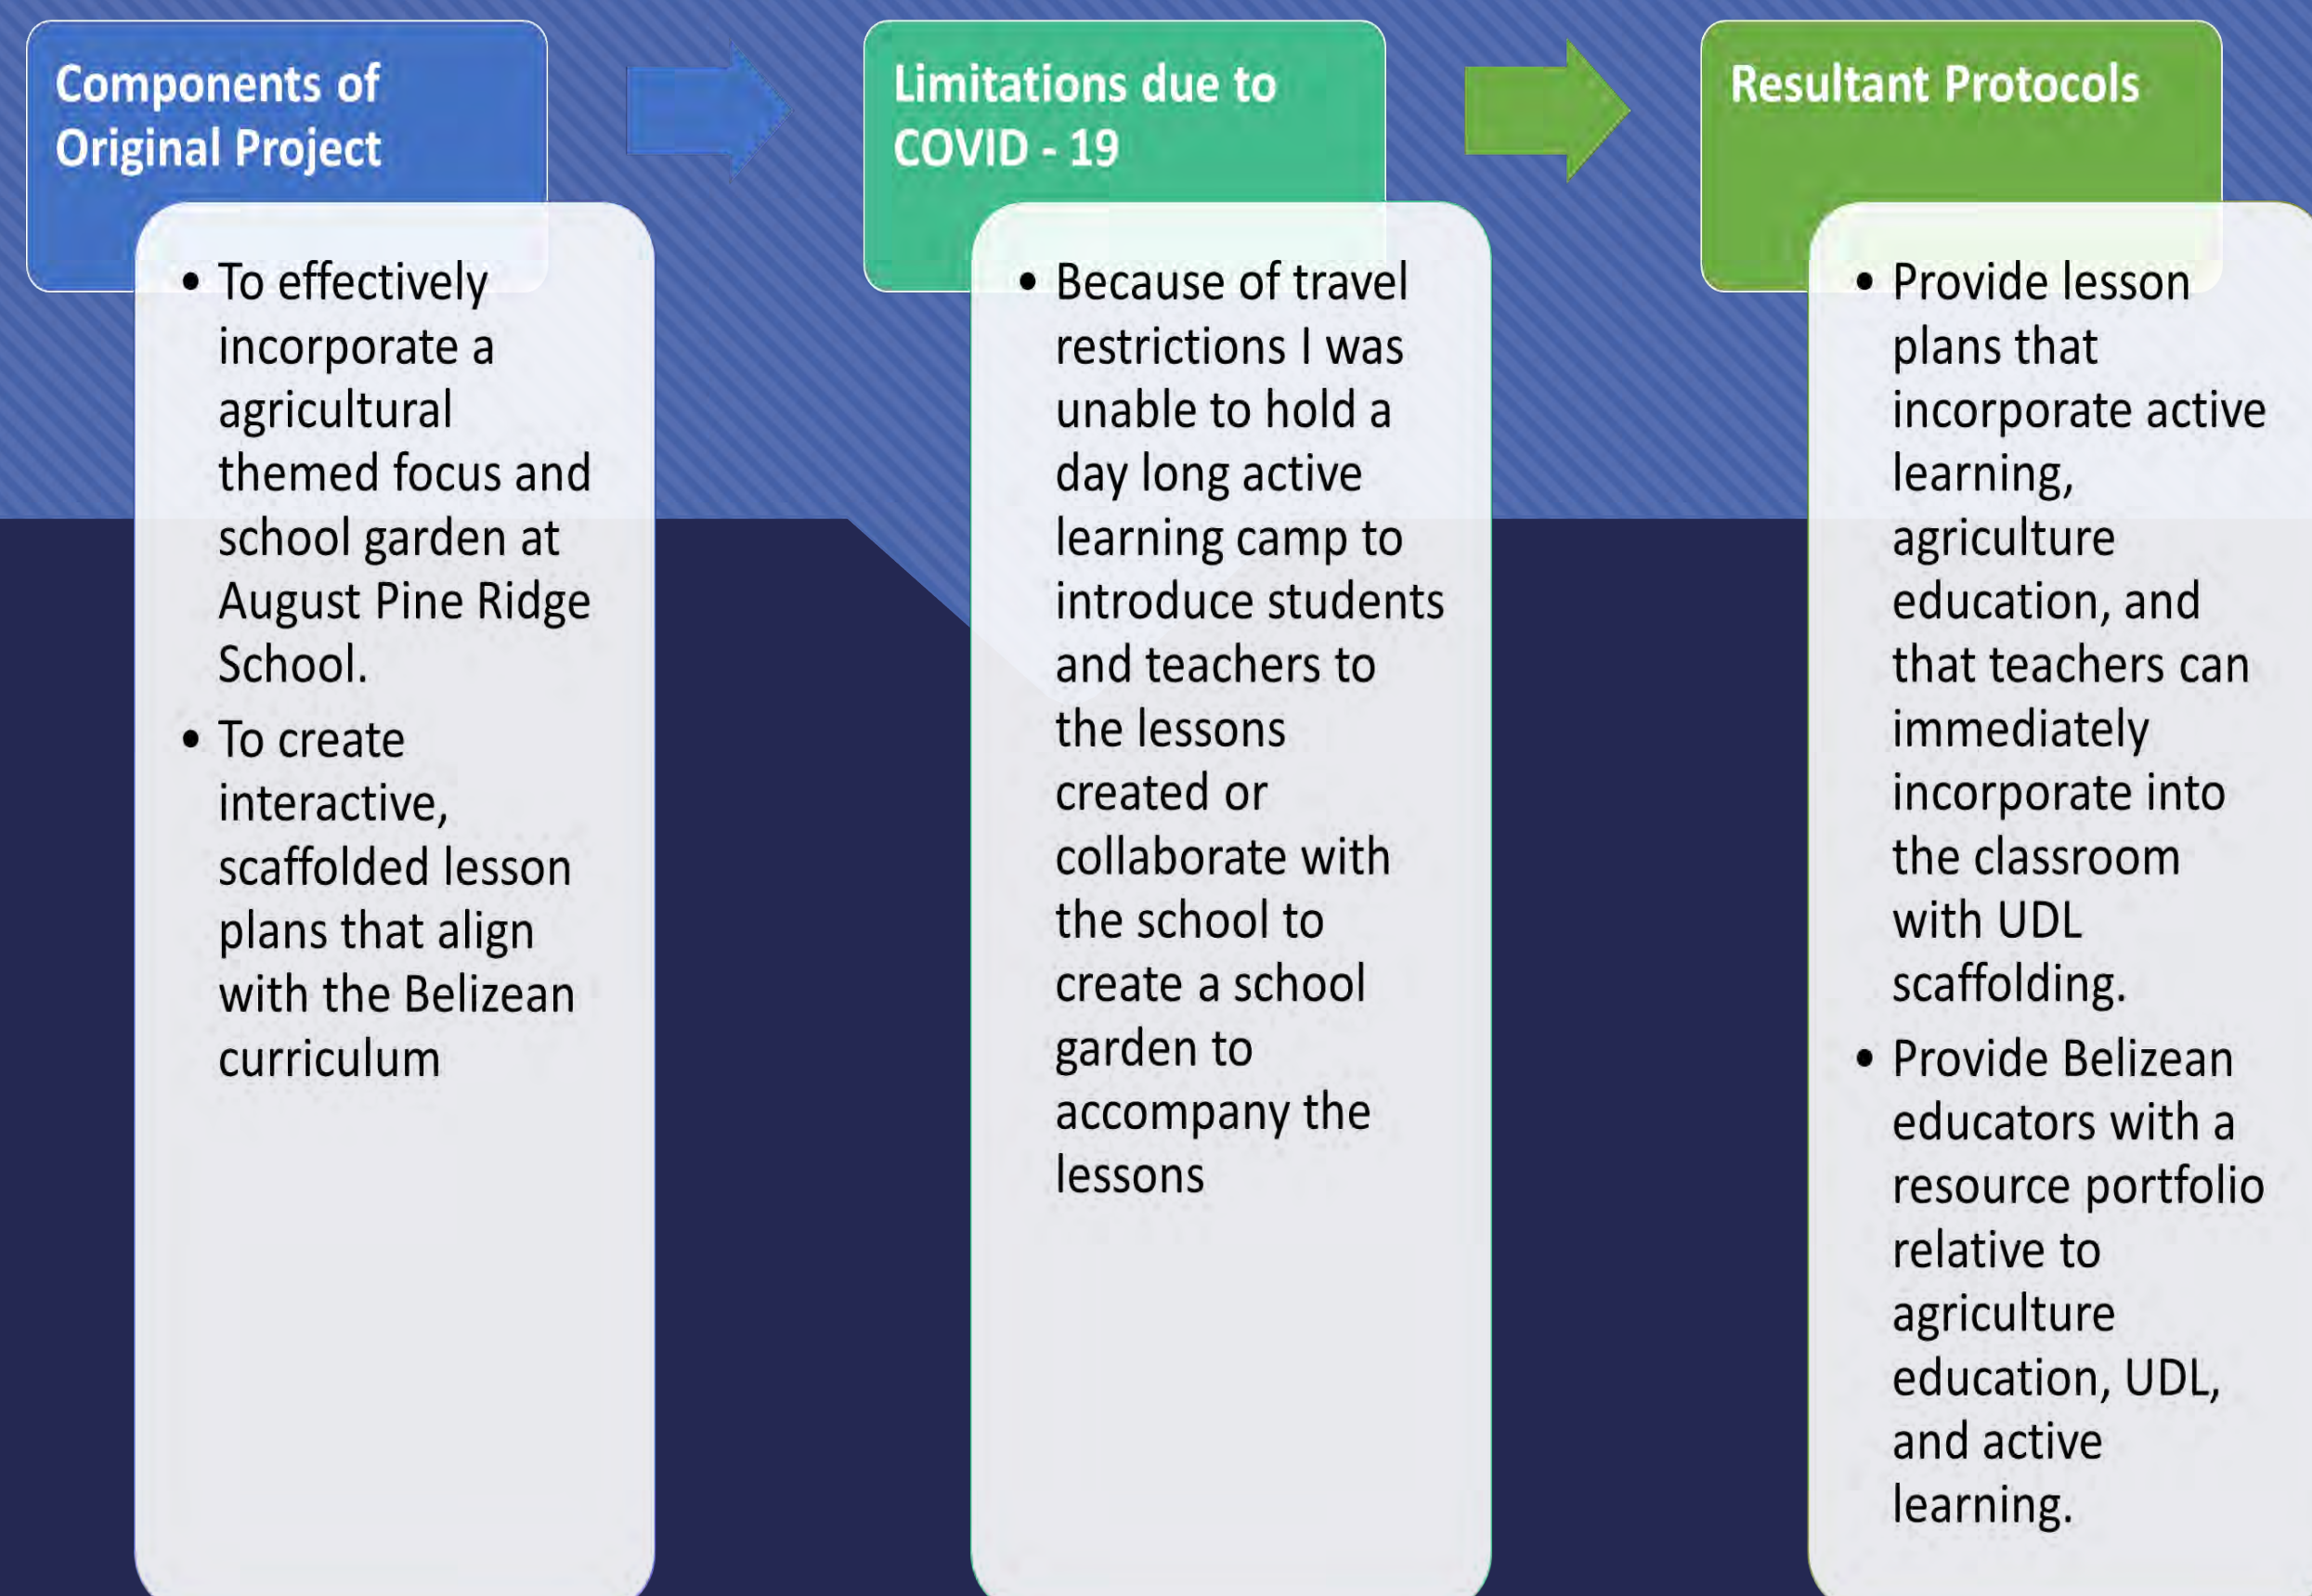 Components of
Original Project
• To effectively
incorporate a
agricultural
themed focus and
school garden at
August Pine Ridge
School.
• To create
interactive,
scaffolded lesson
plans that align
with the Belizean
curriculum
Limitations due to
COVID - 19
• Because of travel
restrictions I was
unable to hold a
day long active
learning camp to
introduce students
and teachers to
the lessons
created or
collaborate with
the school to
create a school
garden to
accompany the
lessons
Resultant Protocols
• Provide lesson
plans that
incorporate active
learning,
agriculture
education, and
that teachers can
immediately
incorporate into
the classroom
with UDL
scaffolding.
• Provide Belizean
educators with a
resource portfolio
relative to
agriculture
education, UDL,
and active
learning.